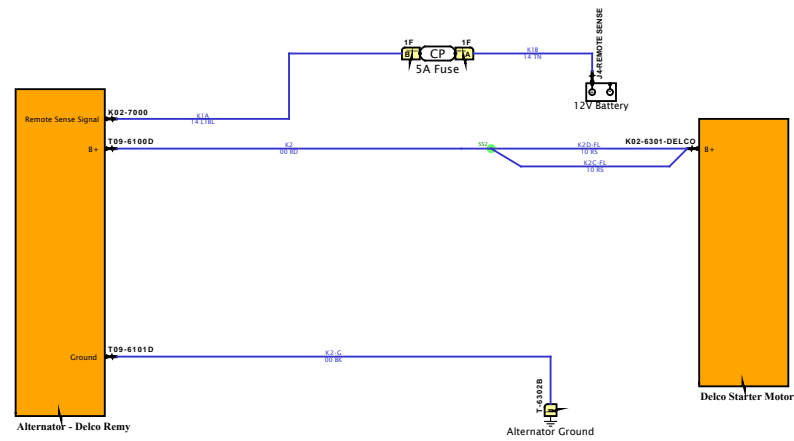 J4-REMOTE SENSE
1F
1F
B
CP
A
5A Fuse
K1B
14 TN
12V Battery
K02-7000
Remote Sense Signal
K1A
14 LTBL
T09-6100D
B+
K2
00 RD
SS2
K2D-FL
10 RS
K2C-FL
10 RS
K02-6301-DELCO
B+
T09-6101D
Ground
K2-G
00 BK
T-6302B
Alternator Ground
Alternator - Delco Remy
Delco Starter Motor